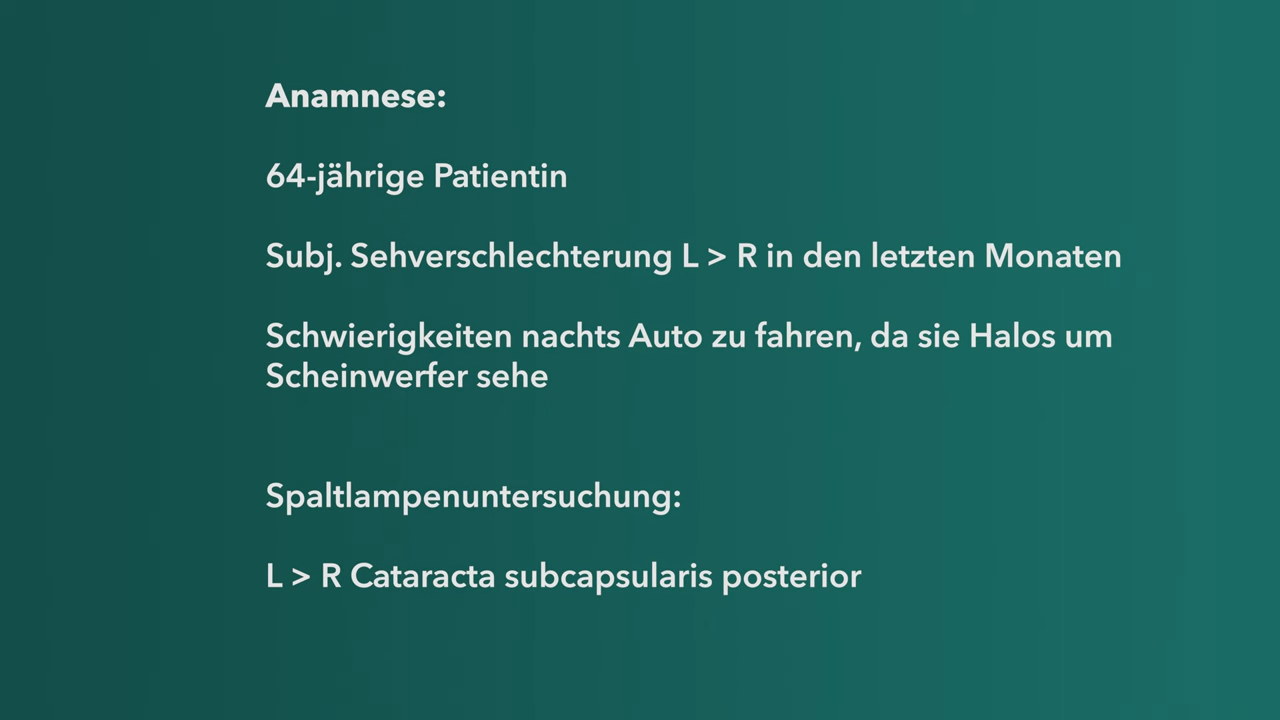 Anamnese:
64-jährige Patientin
Subj. Sehverschlechterung L > R in den letzten Monaten
Schwierigkeiten nachts Auto zu fahren, da sie Halos um
Scheinwerfer sehe
Spaltlampenuntersuchung:
L > R Cataracta subcapsularis posterior